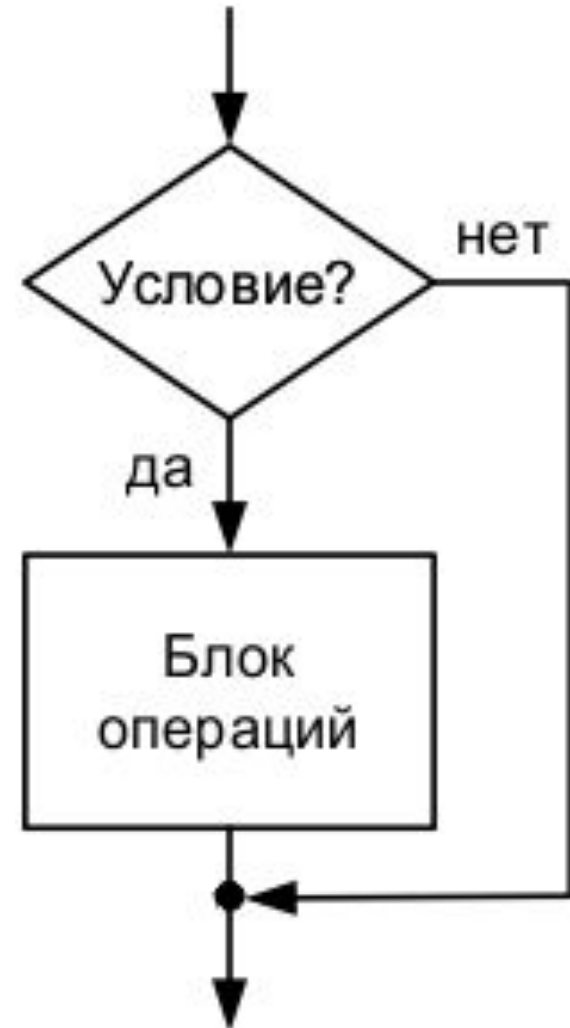 Условие?
нет
да
Блок
операций